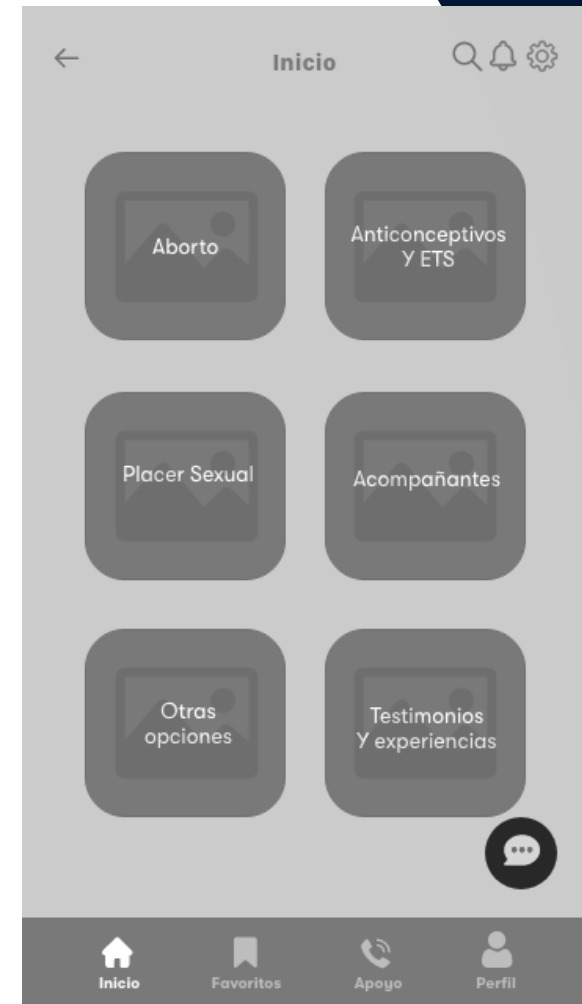 Inicio
Aborto
Anticonceptivos
Y ETS
Placer Sexual
Acompañantes
Otras
opciones
Testimonios
Y experiencias
Inicio
Favoritos
Apoyo
Perfil